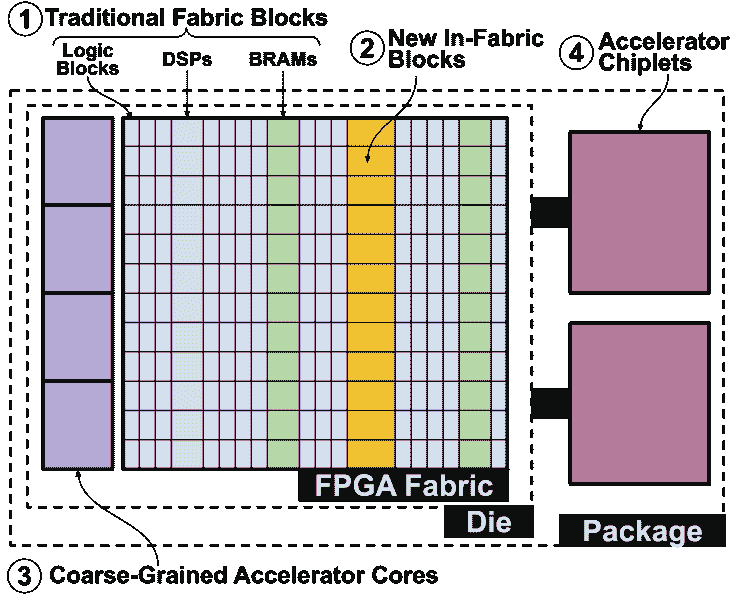 1 Traditional Fabric Blocks
Logic
Blocks
DSPs
BRAMs
2 New In-Fabric
Blocks
4 Accelerator
Chiplets
FPGA Fabric
Die
Package
3 Coarse-Grained Accelerator Cores